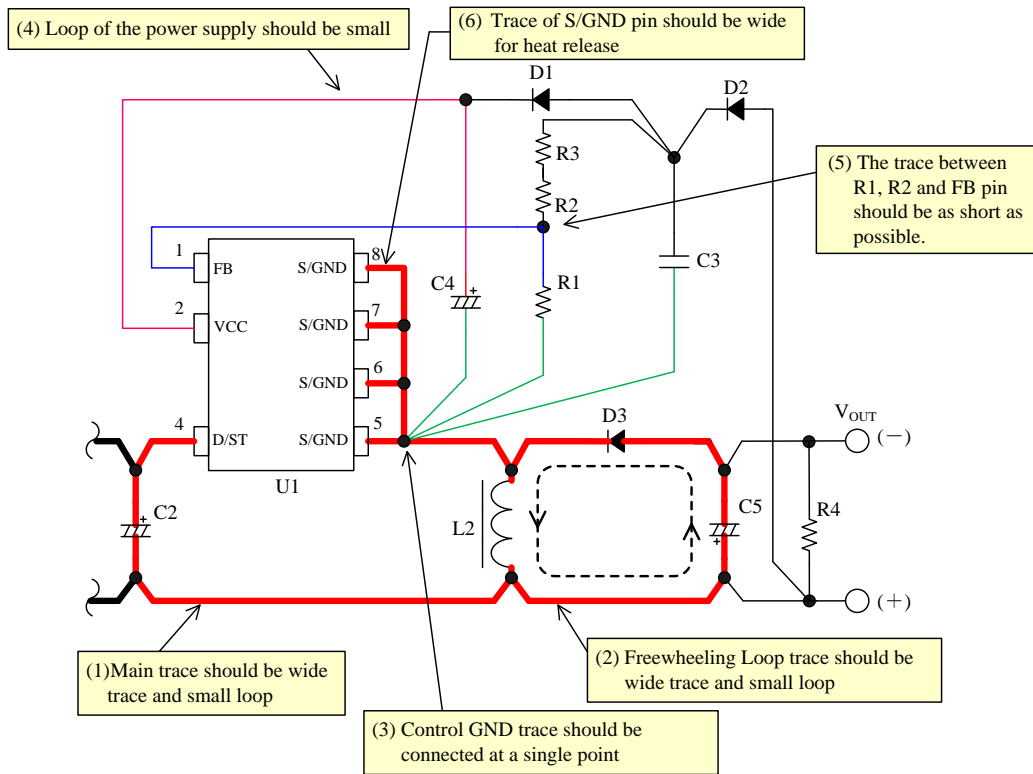 (4) Loop of the power supply should be small
(6) Trace of S/GND pin should be wide
for heat release
D1
D2
R3
R2
(5) The trace between
R1, R2 and FB pin
should be as short as
possible.
1
8
FB
S/GND
C4
+
R1
C3
2
7
VCC
S/GND
6
S/GND
4
5
D/ST
S/GND
D3
VOUT
(−)
U1
C2
+
L2
C5
+
R4
(+)
(1)Main trace should be wide
trace and small loop
(2) Freewheeling Loop trace should be
wide trace and small loop
(3) Control GND trace should be
connected at a single point